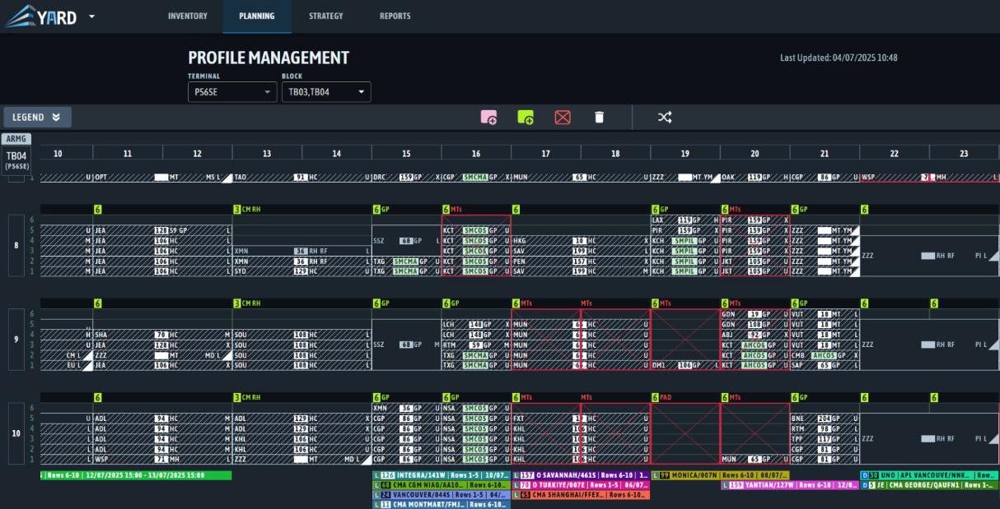 YARD INVENTORY PLANNING STRATEGY REPORTS
PROFILE MANAGEMENT
Last Updated: 04/07/2025 10:48
TERMINAL BLOCK
P56SE TB03,TB04
LEGEND
ARMG
TB04
(P56SE)
10 11 12 13 14 15 16 17 18 19 20 21 22 23
1 U OPT MT MS L TAO 91 HC U DRC 159 GP X CGP SMCMA GP X MUN 65 HC U ZZZ MT YM OAK 119 GP H CGP 86 GP U WSP MH L
6 3 CM RH 6 GP 6 MTs 6 6 GP 6 MTs 6 GP 6
8
6 LAX 119 GP H PIR 159 GP X
5 U JEA 128 S9 GP L KCT SMCOS GP U PIR 159 GP X PIR 159 GP X ZZZ MT YM
4 M JEA 106 HC L SSZ 68 GP L KCT SMCOS GP U HKG HC X KCH SMPIL GP U PIR 159 GP X ZZZ MT YM
3 M JEA 106 HC L XMN 36 RH RF L KCT SMCOS GP U SAV 199 HC L KCH SMPIL GP U PIR 159 GP X ZZZ MT YM ZZZ RH RF PI L
2 M JEA 106 HC L XMN 36 RH RF L TXG SMCMA GP U KCT SMCOS GP U PEN 157 HC X KCH SMPIL GP U JKT 105 GP U ZZZ MT YM
1 M JEA 106 HC L SYD 129 HC U TXG SMCMA GP U KCT SMCOS GP U SAV 199 HC M KCH SMPIL GP U JKT 105 GP U ZZZ MT YM
6 3 CM RH 6 GP 6 GP 6 MTs MTs 6 MTs 6 MTs 6 GP 6 6
9
6 GDN 19 GP U VUT 18 MT L
5 LCH 148 GP X MUN HC U GDN 108 GP U VUT 18 MT L
4 H SHA 78 HC M SOU 108 HC L LCH 148 GP X MUN HC U ABJ 92 GP X VUT 18 MT L
3 U JEA 128 HC X SOU 108 HC L SSZ 68 GP M RTM 59 GP M MUN HC U KCT AHCOS GP U VUT 18 MT L ZZZ RH RF PI L
2 CM L ZZZ MT MO L SOU 108 HC L TXG SMCMA GP U MUN HC U KCT AHCOS GP U CMB AHCOS GP X
1 EU L JEA 106 HC X SOU 108 HC L TXG SMCMA GP U MUN HC U DM1 106 GP L KCT AHCOS GP U SAP 65 GP L
6 3 CM RH 6 GP 6 GP 6 MTs MTs 6 PAD 6 MTs 6 GP 6 6
10
6 XMN 36 GP U NSA SMCOS GP U
5 U ADL 94 HC M ADL 129 HC X CGP 86 GP U NSA SMCOS GP U FXT HC U BNE 204 GP U
4 L ADL 94 HC M ADL 129 HC K CGP 86 GP U NSA SMCOS GP U KHL HC U RTM 98 GP L
3 L ADL 94 HC M KHL 106 HC U CGP 86 GP U NSA SMCOS GP U KHL HC U TPP 117 GP L ZZZ RH RF PI L
2 L ADL 94 HC M KHL 106 HC U CGP 86 GP U NSA SMCOS GP U KHL HC U CGP 81 GP U
1 L WSP 71 MH L ZZZ MT MO L CGP 86 GP U NSA SMCOS GP U KHL HC U MUN 65 GP U CGP 81 GP U
| Rows 6-10 | 12/07/2025 15:00 - 13/07/2025 15:00 L 126 INTEGRA/141W | Rows 1-5 | 10/07... L 157 O SAVANNAH/461S | Rows 6-10 | 1... L 99 MONICA/007N | Rows 6-10 | 08/07/... D 38 UNO | APL VANCOUVE/NNK... | Row
L 68 CMA CGM NIAG/AA10... | Rows 6-10... L 70 O TURKIYE/007E | Rows 1-5 | 06/07... L 159 YANTIAN/127W | Rows 6-10 | 12/0... D 5 JE | CMA GEORGE/QAUFN1 | Rows 1-...
L 24 VANCOUVER/044S | Rows 1-5 | 04/... L 65 CMA SHANGHAI/FFEX... | Rows 6-10...
L 11 CMA MONTMART/FMJ... | Rows 6-10...